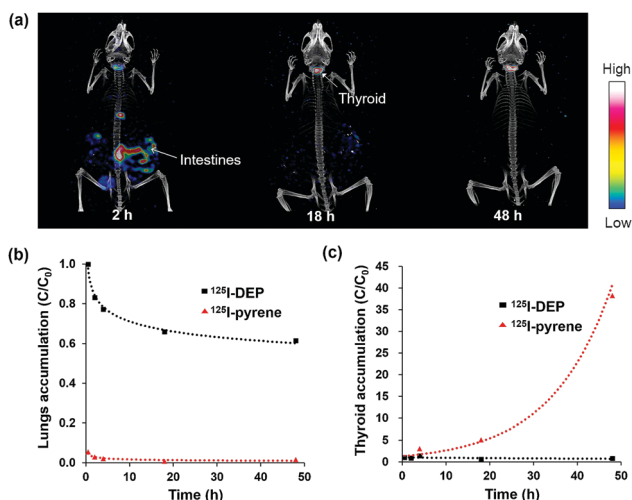 (a)
High
Thyroid
Intestines
2 h
18 h
48 h
Low
(b)
Lungs accumulation (C/C₀)
1.0
0.8
0.6
0.4
0.2
0.0
¹²⁵I-DEP
¹²⁵I-pyrene
0
10
20
30
40
50
Time (h)
(c)
Thyroid accumulation (C/C₀)
45
40
35
30
25
20
15
10
5
0
¹²⁵I-DEP
¹²⁵I-pyrene
0
10
20
30
40
50
Time (h)